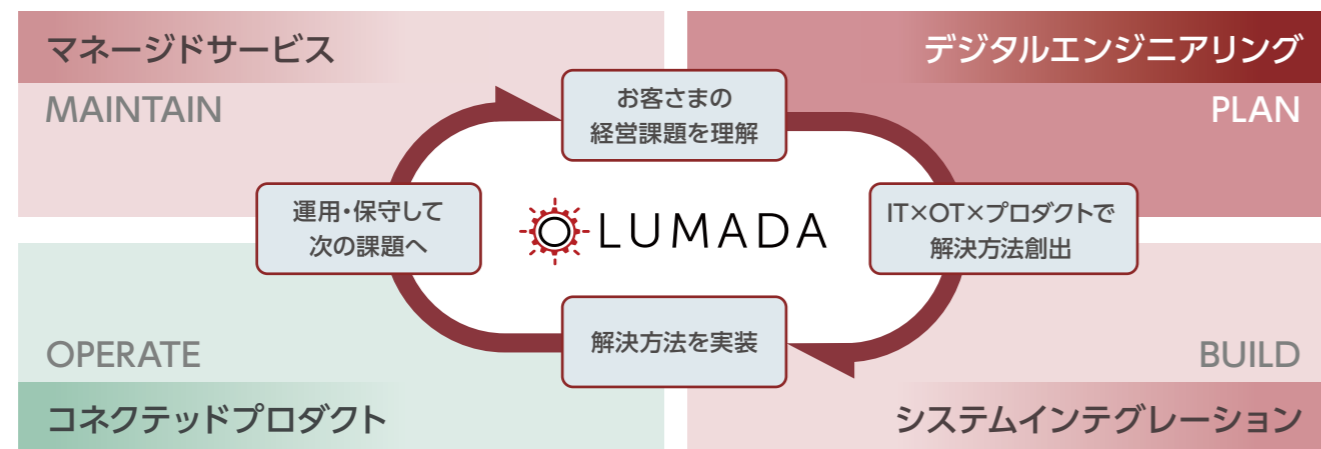 マネージドサービス
MAINTAIN
デジタルエンジニアリング
PLAN
お客さまの
経営課題を理解
運用・保守して
次の課題へ
LUMADA
IT×OT×プロダクトで
解決方法創出
解決方法を実装
OPERATE
コネクテッドプロダクト
BUILD
システムインテグレーション